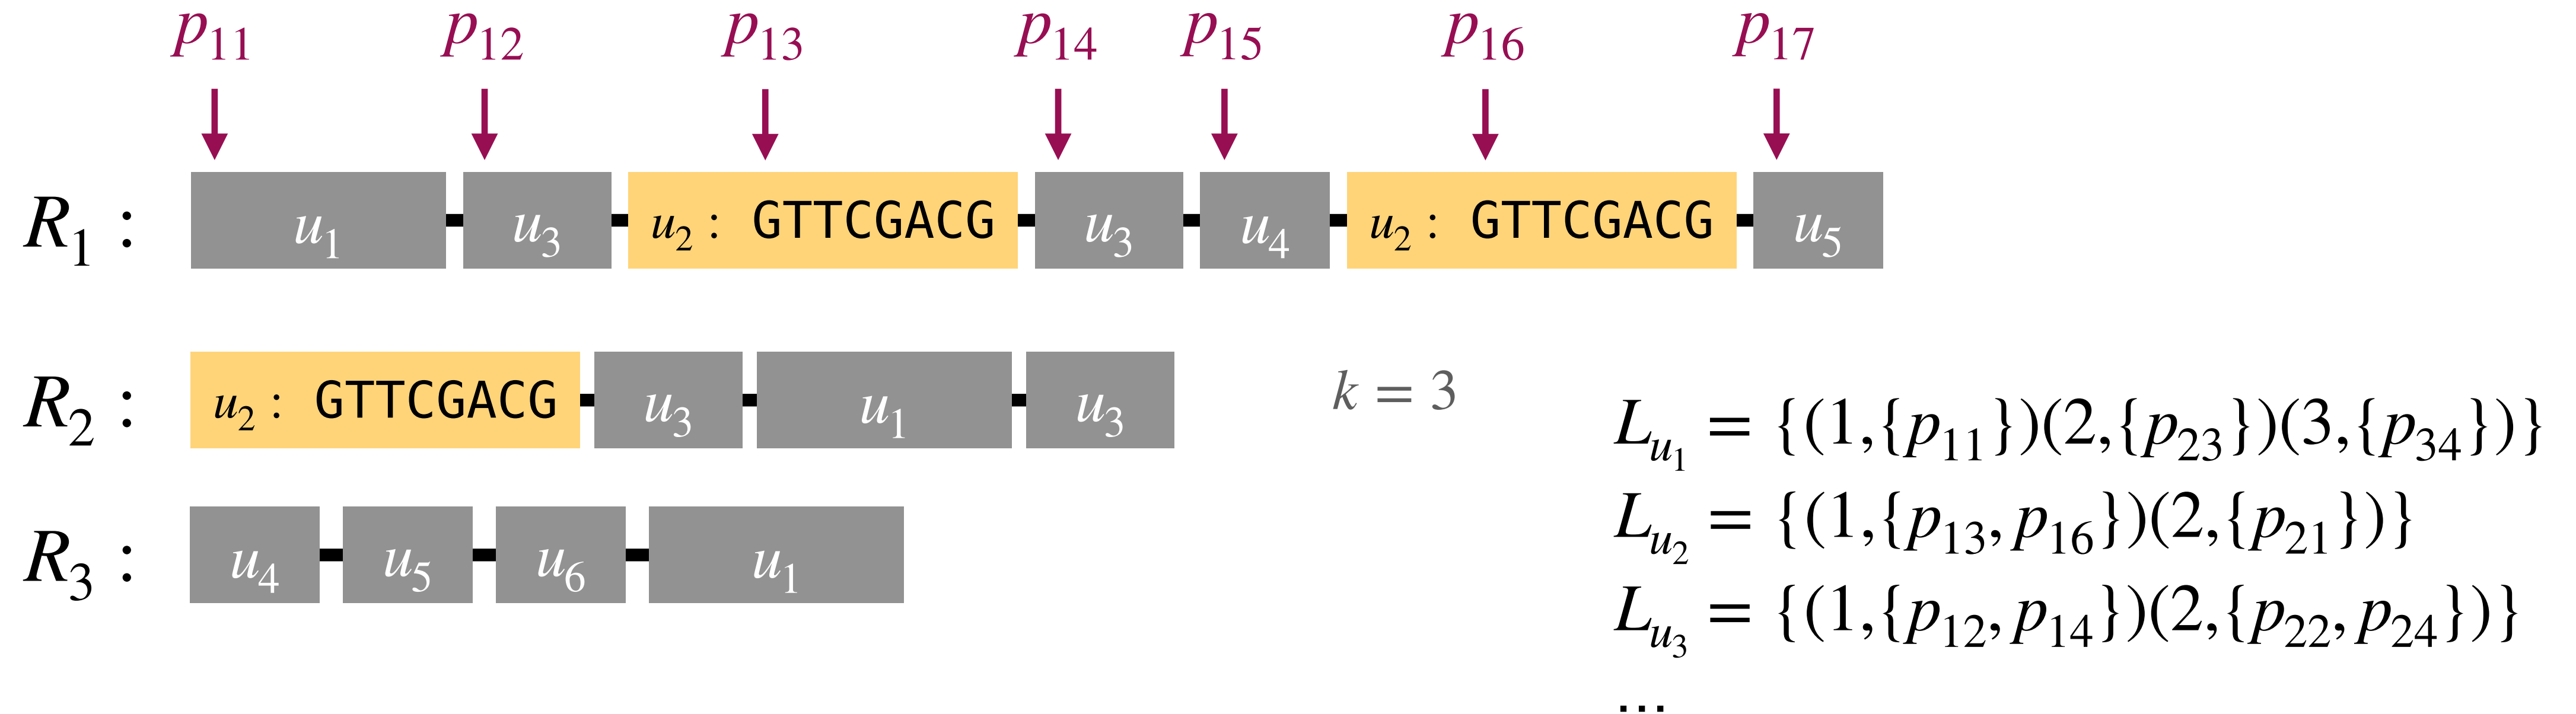 p11 p12 p13 p14 p15 p16 p17
R1 : u1 u3 u2 : GTTCGACG u3 u4 u2 : GTTCGACG u5
R2 : u2 : GTTCGACG u3 u1 u3
k = 3
R3 : u4 u5 u6 u1
Lu1 = {(1,{p11})(2,{p23})(3,{p34})}
Lu2 = {(1,{p13, p16})(2,{p21})}
Lu3 = {(1,{p12, p14})(2,{p22, p24})}
...